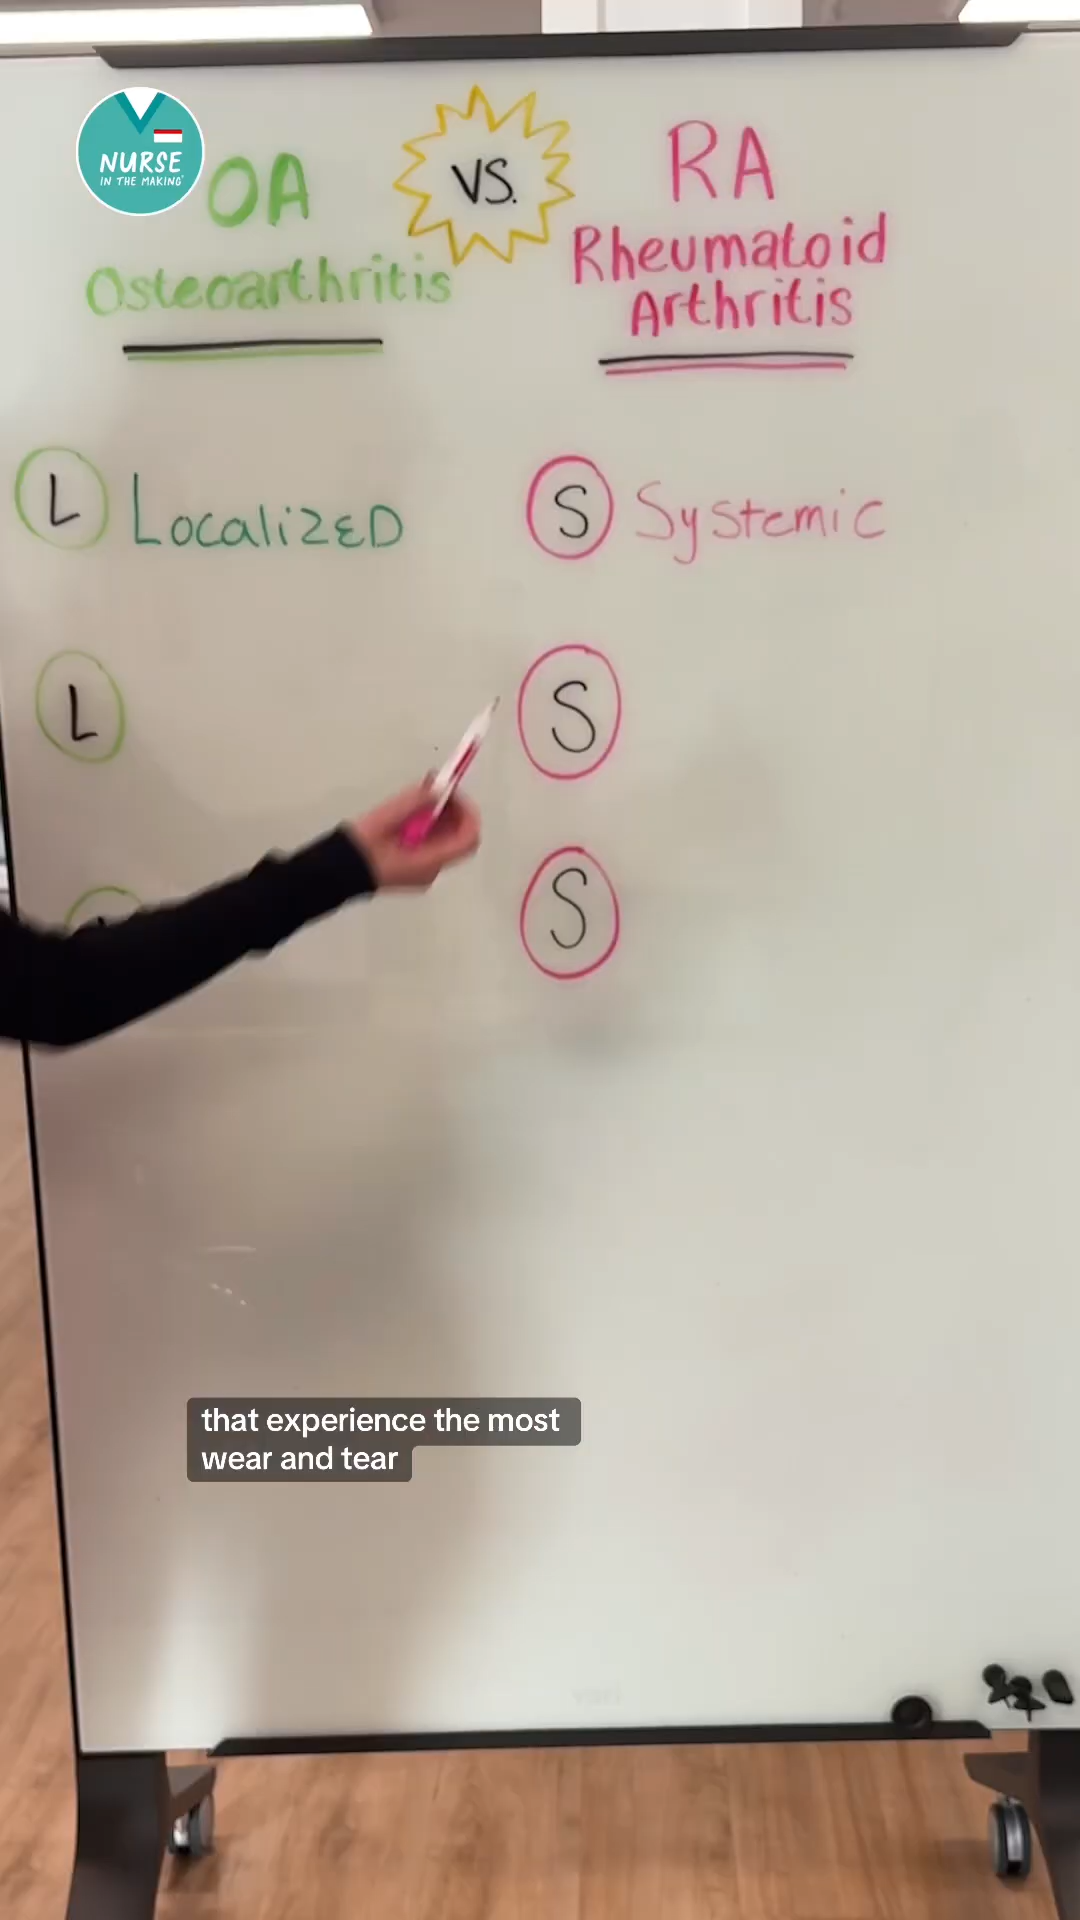 NURSE
IN THE MAKING
OA
VS.
RA
Osteoarthritis
Rheumatoid
Arthritis
L LocalizED
S Systemic
L
S
S
that experience the most
wear and tear